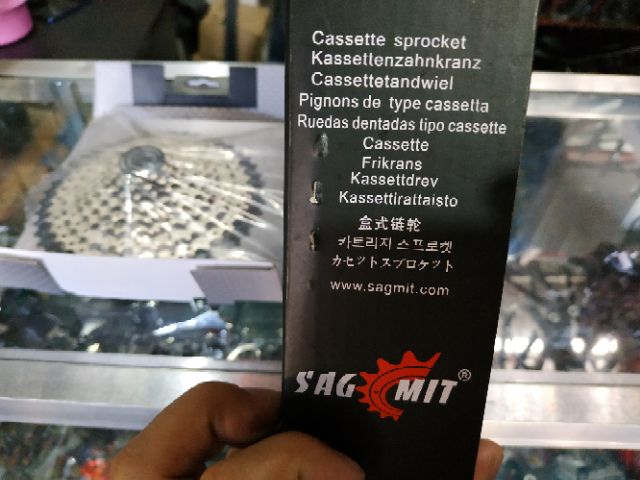 Cassette sprocket
Kassettenzahnkranz
Cassettetandwiel
Pignons de type cassetta
Ruedas dentadas tipo cassette
Cassette
Frikrans
Kassettdrev
Kassettirattaisto
盒式链轮
카트리지 스프로켓
カセットスプロケット
www.sagmit.com
SAGMIT®